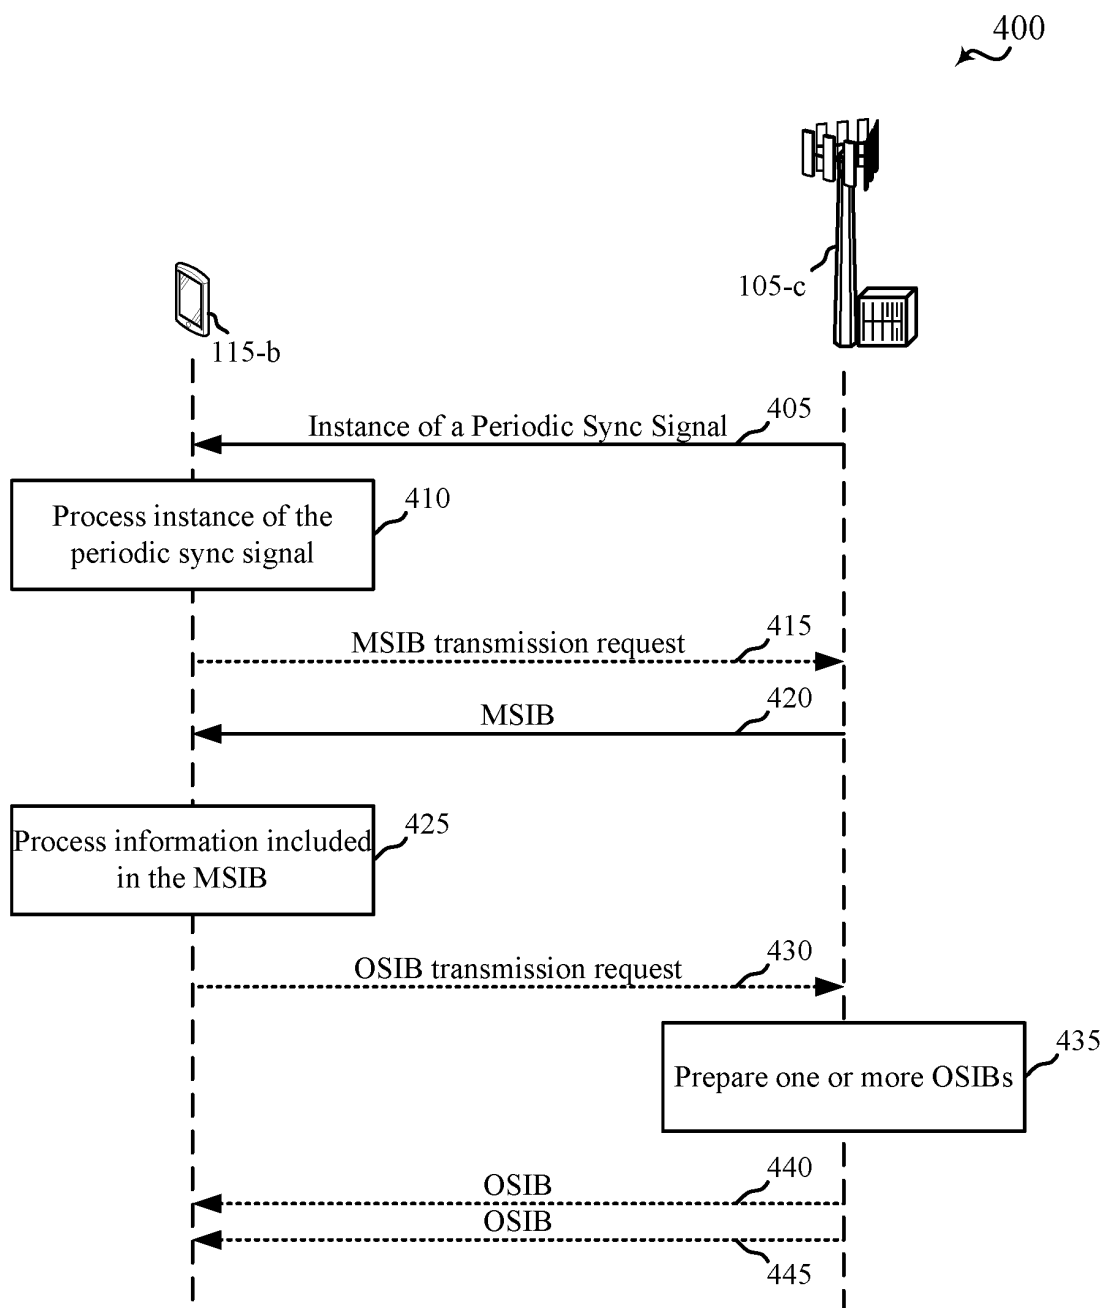 400
105-c
115-b
405
Instance of a Periodic Sync Signal
410
Process instance of the
periodic sync signal
415
MSIB transmission request
420
MSIB
425
Process information included
in the MSIB
430
OSIB transmission request
435
Prepare one or more OSIBs
440
OSIB
OSIB
445